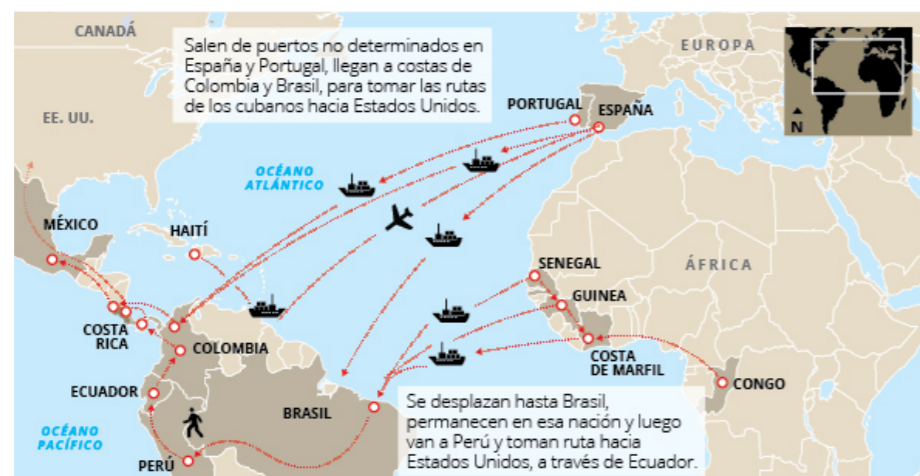 CANADÁ
Salen de puertos no determinados en
España y Portugal, llegan a costas de
Colombia y Brasil, para tomar las rutas
de los cubanos hacia Estados Unidos.
EUROPA
N
EE. UU.
PORTUGAL
ESPAÑA
OCÉANO
ATLÁNTICO
MÉXICO
HAITÍ
SENEGAL
ÁFRICA
GUINEA
COSTA
RICA
COLOMBIA
COSTA
DE MARFIL
CONGO
ECUADOR
BRASIL
Se desplazan hasta Brasil,
permanecen en esa nación y luego
van a Perú y toman ruta hacia
Estados Unidos, a través de Ecuador.
OCÉANO
PACÍFICO
PERÚ